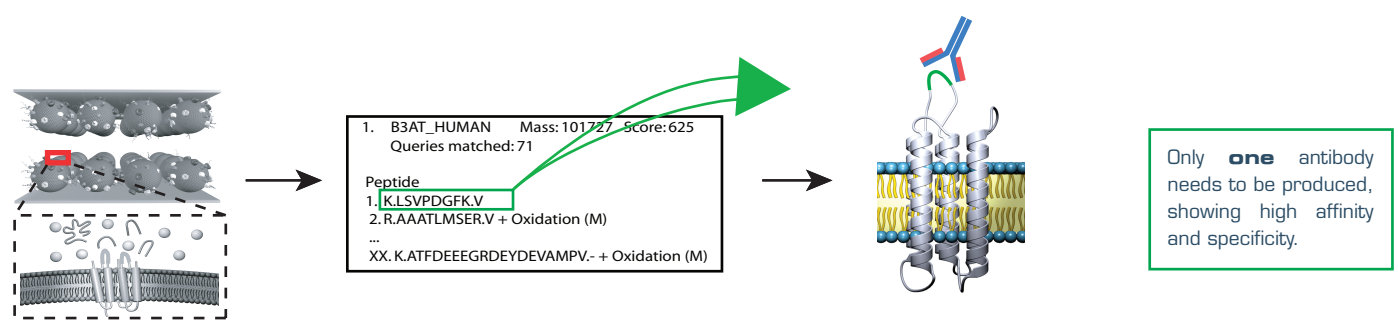 1. B3AT_HUMAN Mass: 101727 Score: 625
Queries matched: 71
Peptide
1. K.LSVPDGFK.V
2. R.AAATLMSER.V + Oxidation (M)
...
XX. K.ATFDEEEGRDEYDEVAMPV.- + Oxidation (M)
Only one antibody
needs to be produced,
showing high affinity
and specificity.